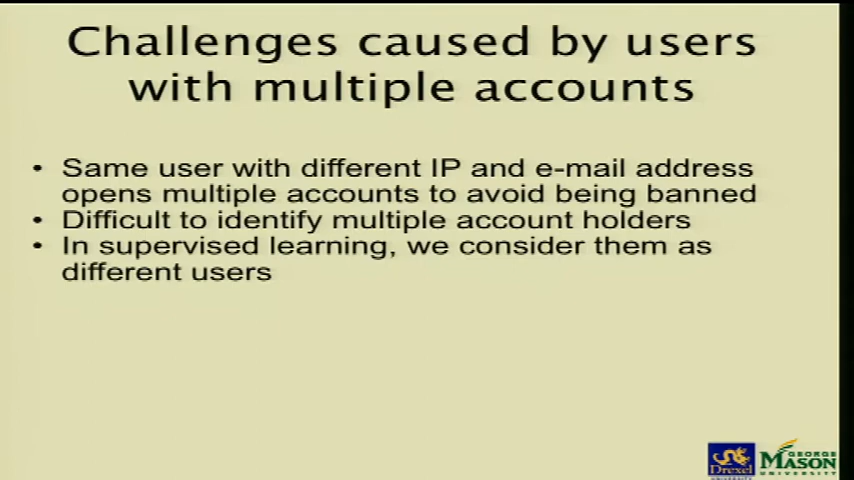 Challenges caused by users
with multiple accounts
• Same user with different IP and e-mail address
opens multiple accounts to avoid being banned
• Difficult to identify multiple account holders
• In supervised learning, we consider them as
different users
Drexel
UNIVERSITY
GEORGE
MASON
UNIVERSITY